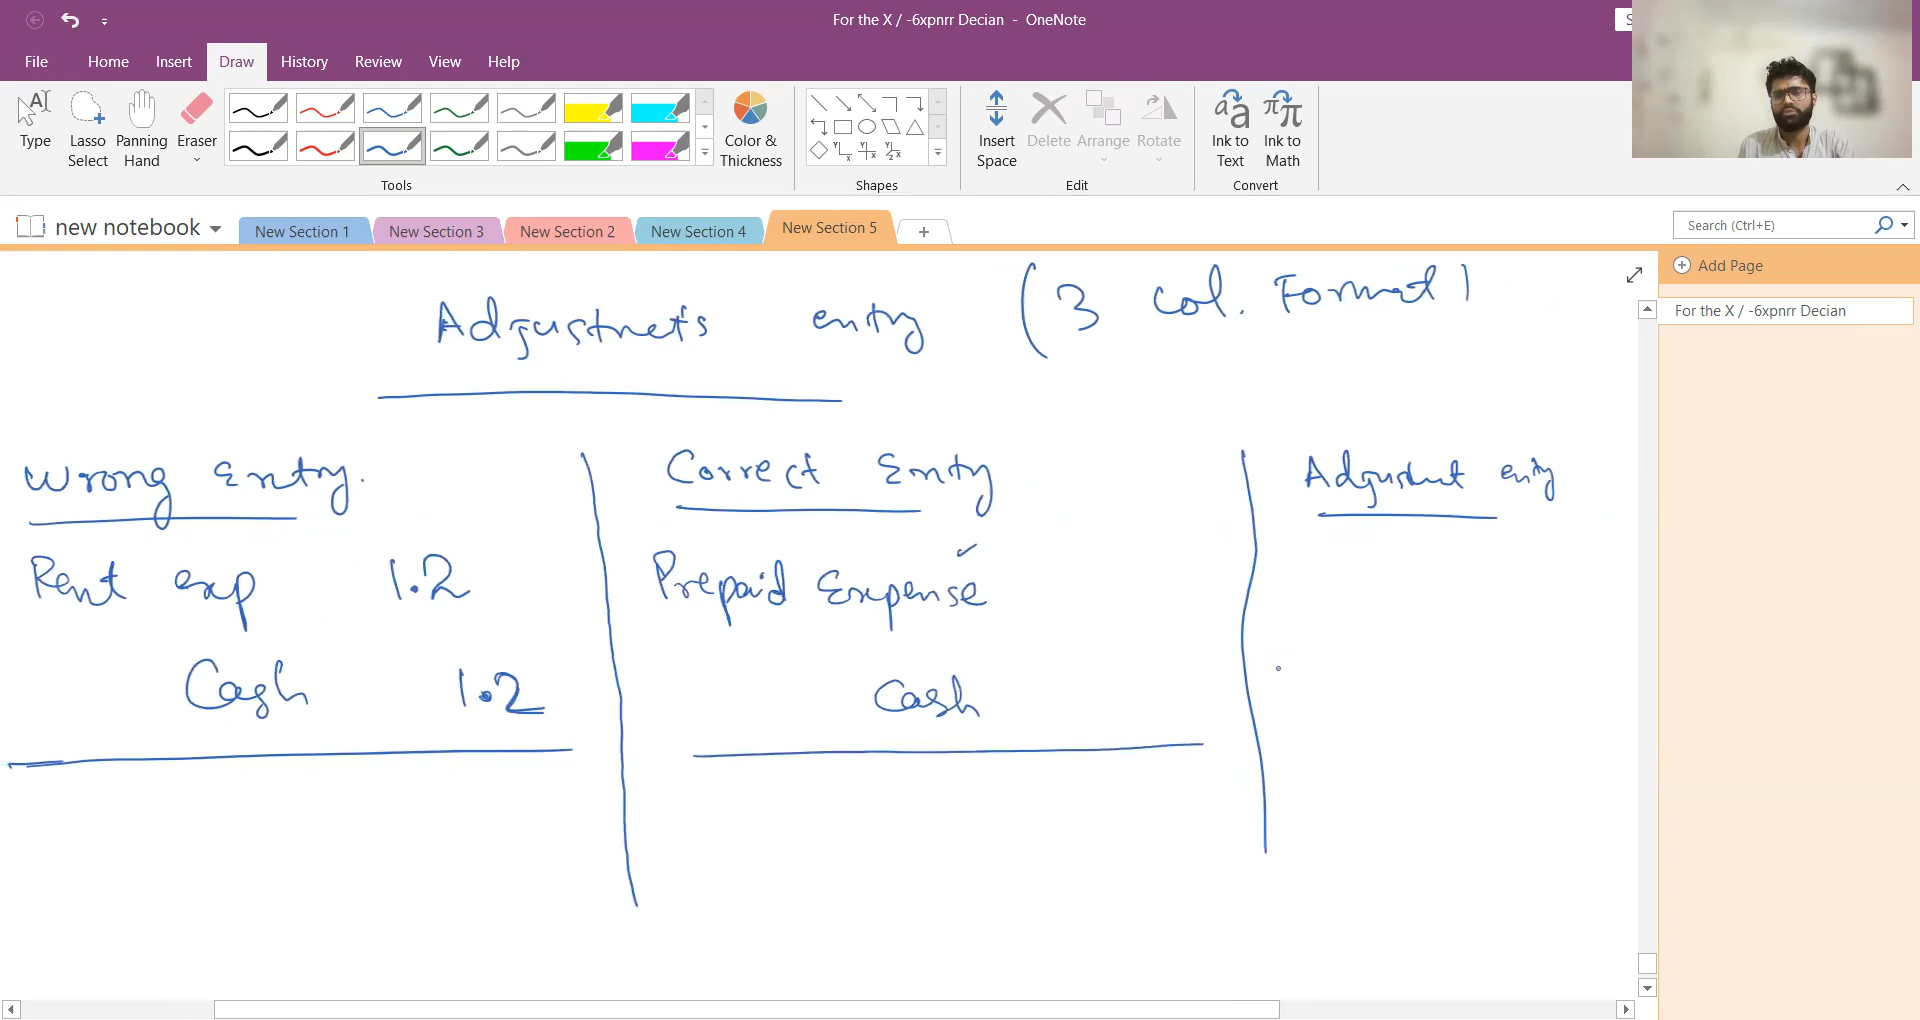 For the X / -6xpnrr Decian - OneNote
File Home Insert Draw History Review View Help
Type
Lasso Select
Panning Hand
Eraser
Color & Thickness
Insert Space
Delete
Arrange
Rotate
Ink to Text
Ink to Math
Tools
Shapes
Edit
Convert
new notebook
New Section 1
New Section 3
New Section 2
New Section 4
New Section 5
Search (Ctrl+E)
Add Page
For the X / -6xpnrr Decian
Adjustmets entry (3 col. Format)
Wrong Entry.
Rent exp 1.2
Cash 1.2
Correct Entry
Prepaid Expense
Cash
Adjustmt enty